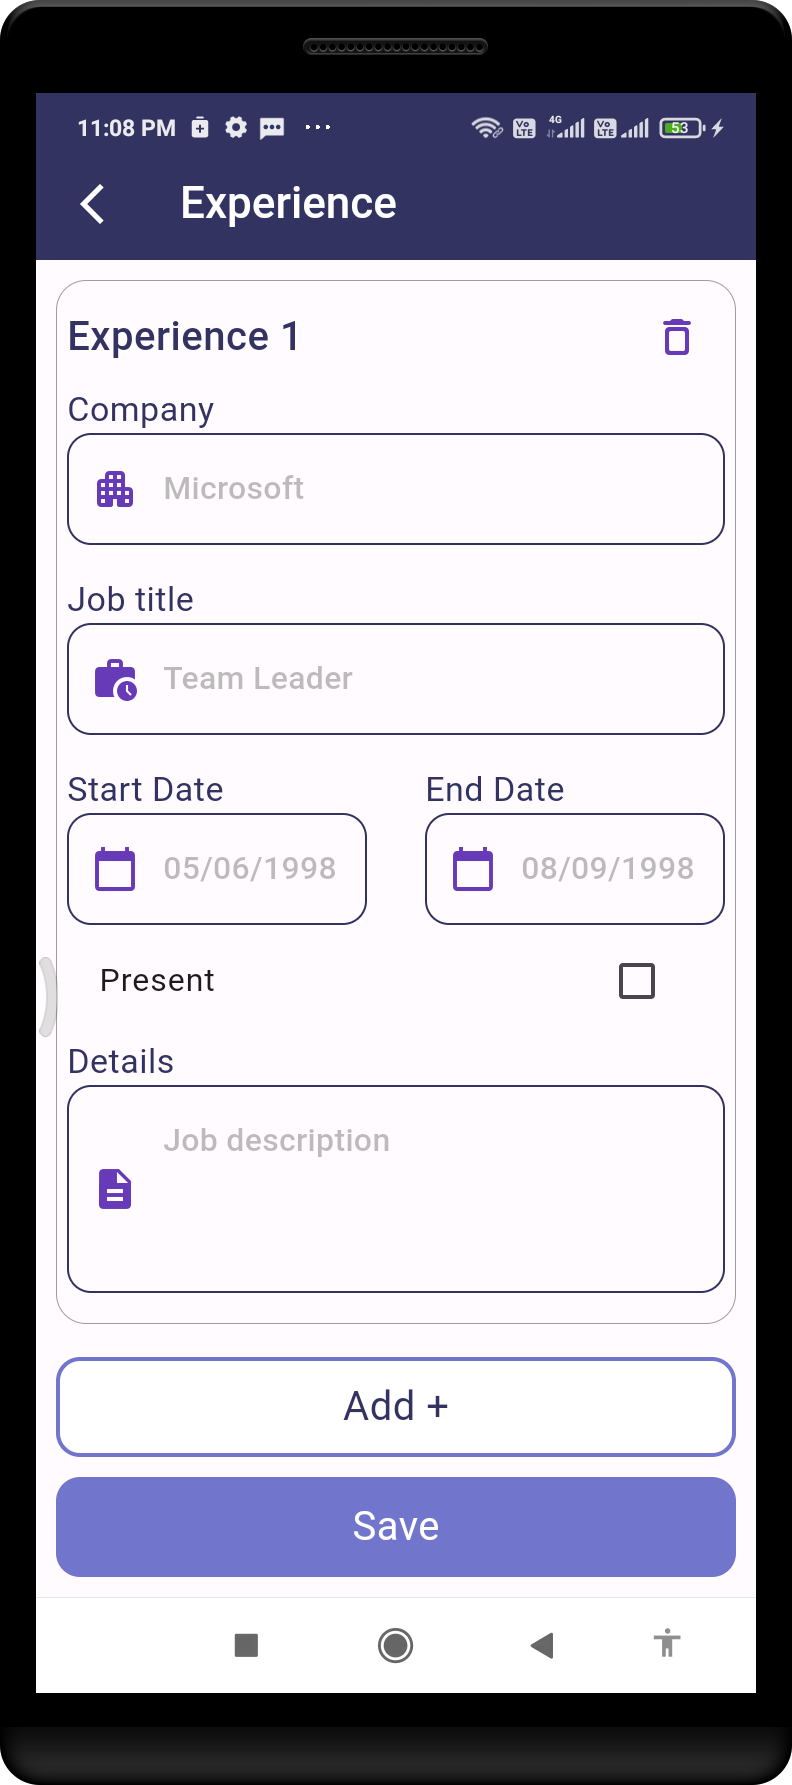 11:08 PM ... Vo LTE 4G Vo LTE 53
Experience
Experience 1
Company
Microsoft
Job title
Team Leader
Start Date End Date
05/06/1998 08/09/1998
Present
Details
Job description
Add +
Save